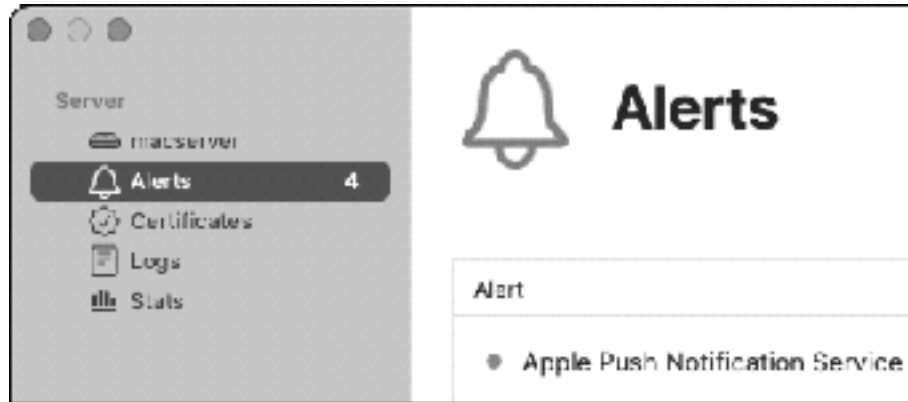 Server
macserver
Alerts 4
Certificates
Logs
Stats
Alerts
Alert
Apple Push Notification Service